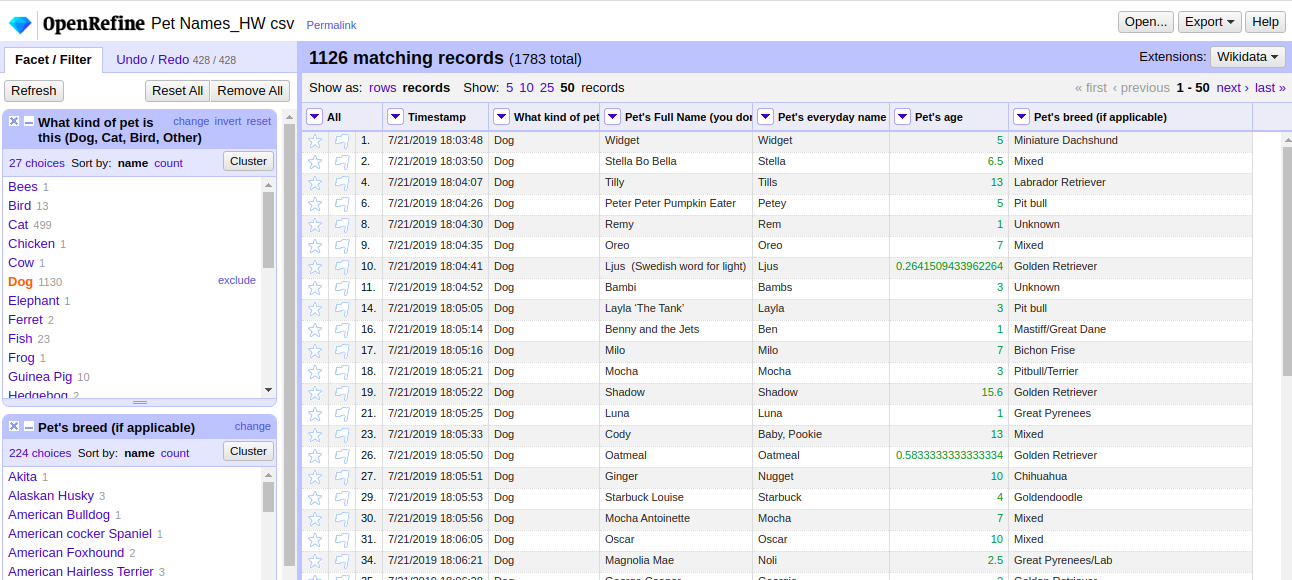 OpenRefine Pet Names_HW csv Permalink Open... Export Help
Facet / Filter Undo / Redo 428 / 428
Refresh Reset All Remove All
What kind of pet is this (Dog, Cat, Bird, Other) change invert reset
27 choices Sort by: name count Cluster
Bees 1
Bird 13
Cat 499
Chicken 1
Cow 1
Dog 1130 exclude
Elephant 1
Ferret 2
Fish 23
Frog 1
Guinea Pig 10
Hedgehog 2
Pet's breed (if applicable) change
224 choices Sort by: name count Cluster
Akita 1
Alaskan Husky 3
American Bulldog 1
American cocker Spaniel 1
American Foxhound 2
American Hairless Terrier 3
1126 matching records (1783 total) Extensions: Wikidata
Show as: rows records Show: 5 10 25 50 records « first ‹ previous 1 - 50 next › last »
All Timestamp What kind of pet Pet's Full Name (you don Pet's everyday name Pet's age Pet's breed (if applicable)
1. 7/21/2019 18:03:48 Dog Widget Widget 5 Miniature Dachshund
2. 7/21/2019 18:03:50 Dog Stella Bo Bella Stella 6.5 Mixed
4. 7/21/2019 18:04:07 Dog Tilly Tills 13 Labrador Retriever
6. 7/21/2019 18:04:26 Dog Peter Peter Pumpkin Eater Petey 5 Pit bull
8. 7/21/2019 18:04:30 Dog Remy Rem 1 Unknown
9. 7/21/2019 18:04:35 Dog Oreo Oreo 7 Mixed
10. 7/21/2019 18:04:41 Dog Ljus (Swedish word for light) Ljus 0.2641509433962264 Golden Retriever
11. 7/21/2019 18:04:52 Dog Bambi Bambs 3 Unknown
14. 7/21/2019 18:05:05 Dog Layla ‘The Tank’ Layla 3 Pit bull
16. 7/21/2019 18:05:14 Dog Benny and the Jets Ben 1 Mastiff/Great Dane
17. 7/21/2019 18:05:16 Dog Milo Milo 7 Bichon Frise
18. 7/21/2019 18:05:21 Dog Mocha Mocha 3 Pitbull/Terrier
19. 7/21/2019 18:05:22 Dog Shadow Shadow 15.6 Golden Retriever
21. 7/21/2019 18:05:25 Dog Luna Luna 1 Great Pyrenees
23. 7/21/2019 18:05:33 Dog Cody Baby, Pookie 13 Mixed
26. 7/21/2019 18:05:50 Dog Oatmeal Oatmeal 0.5833333333333334 Golden Retriever
27. 7/21/2019 18:05:51 Dog Ginger Nugget 10 Chihuahua
29. 7/21/2019 18:05:53 Dog Starbuck Louise Starbuck 4 Goldendoodle
30. 7/21/2019 18:05:56 Dog Mocha Antoinette Mocha 7 Mixed
31. 7/21/2019 18:06:05 Dog Oscar Oscar 10 Mixed
34. 7/21/2019 18:06:21 Dog Magnolia Mae Noli 2.5 Great Pyrenees/Lab